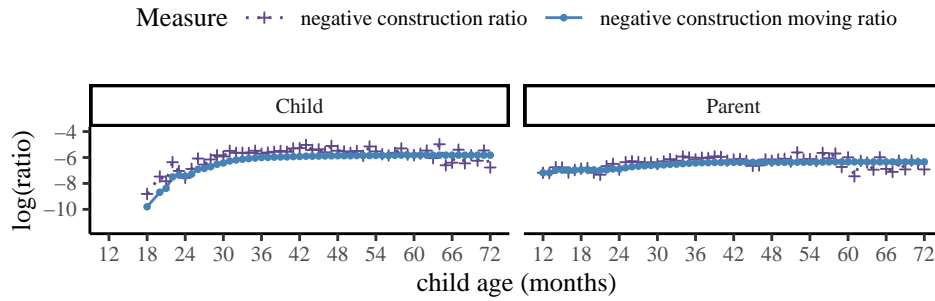 Measure negative construction ratio negative construction moving ratio
Child Parent
−4
−6
−8
−10
log(ratio)
12 18 24 30 36 42 48 54 60 66 72 12 18 24 30 36 42 48 54 60 66 72
child age (months)